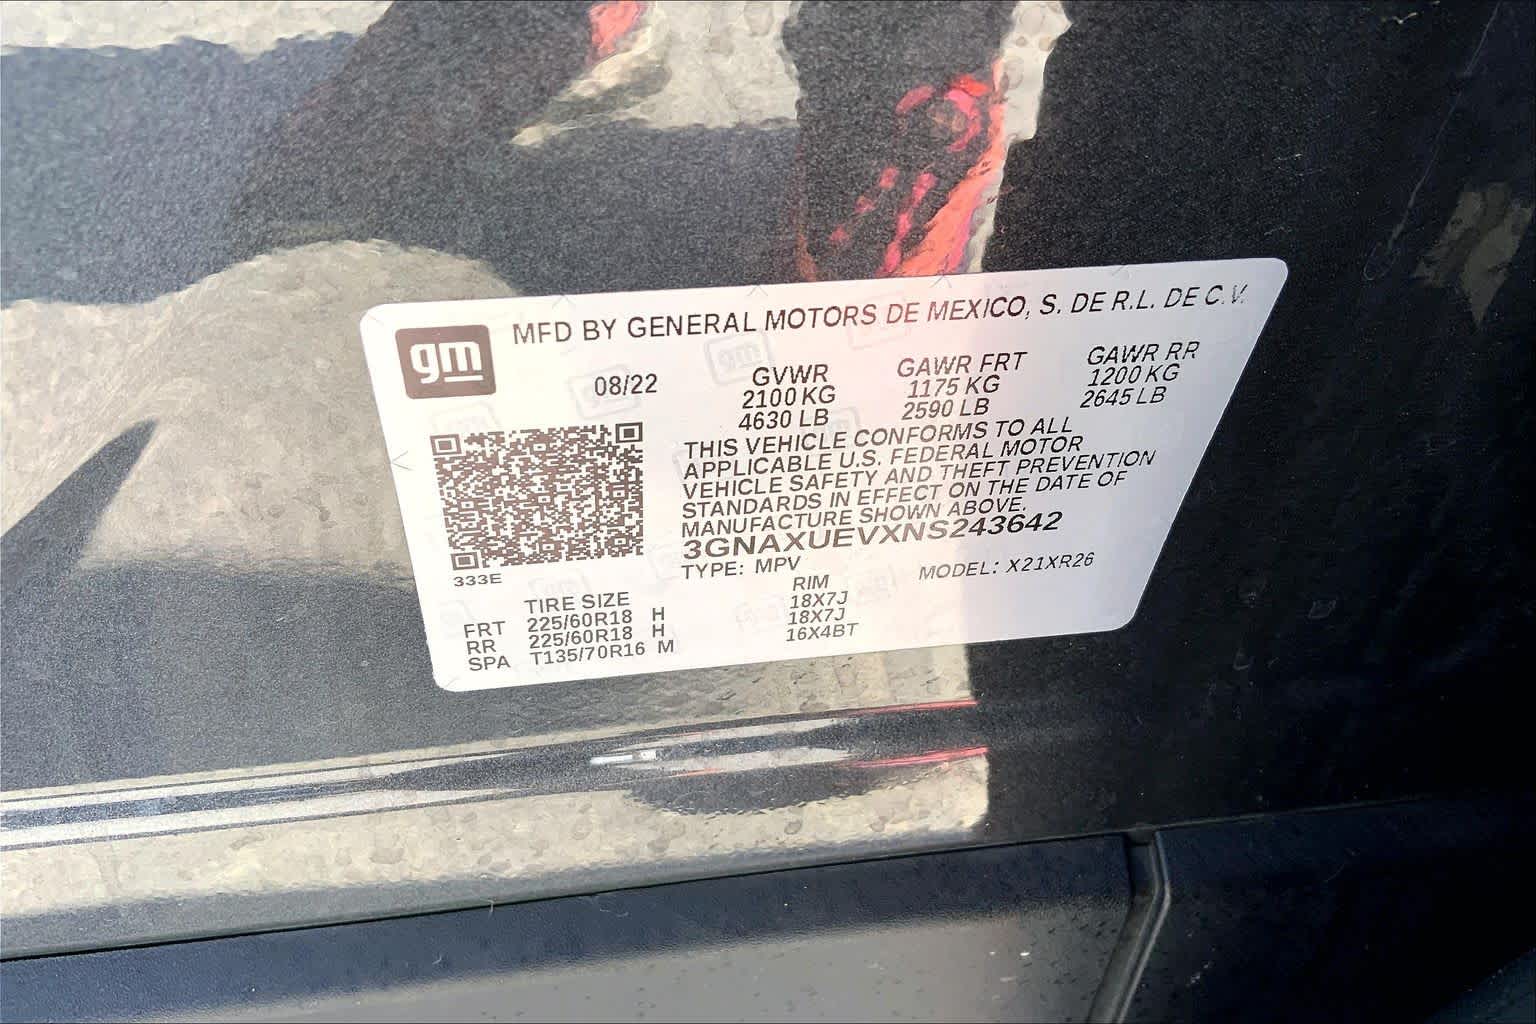 gm
MFD BY GENERAL MOTORS DE MEXICO, S. DE R.L. DE C.V.
08/22
GVWR GAWR FRT GAWR RR
2100 KG 1175 KG 1200 KG
4630 LB 2590 LB 2645 LB
THIS VEHICLE CONFORMS TO ALL
APPLICABLE U.S. FEDERAL MOTOR
VEHICLE SAFETY AND THEFT PREVENTION
STANDARDS IN EFFECT ON THE DATE OF
MANUFACTURE SHOWN ABOVE.
3GNAXUEVXNS243642
TYPE: MPV MODEL: X21XR26
333E
TIRE SIZE RIM
FRT 225/60R18 H 18X7J
RR 225/60R18 H 18X7J
SPA T135/70R16 M 16X4BT